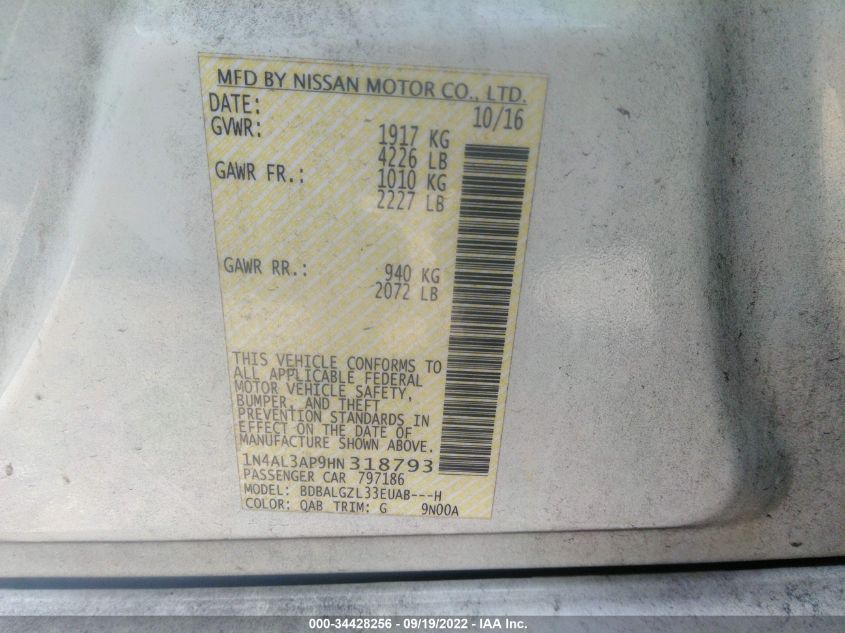 MFD BY NISSAN MOTOR CO., LTD.
DATE: 10/16
GVWR: 1917 KG
4226 LB
GAWR FR.: 1010 KG
2227 LB
GAWR RR.: 940 KG
2072 LB
THIS VEHICLE CONFORMS TO
ALL APPLICABLE FEDERAL
MOTOR VEHICLE SAFETY,
BUMPER, AND THEFT
PREVENTION STANDARDS IN
EFFECT ON THE DATE OF
MANUFACTURE SHOWN ABOVE.
1N4AL3AP9HN318793
PASSENGER CAR 797186
MODEL: BDBALGZL33EUAB---H
COLOR: QAB TRIM: G 9N00A
000-34428256 - 09/19/2022 - IAA Inc.